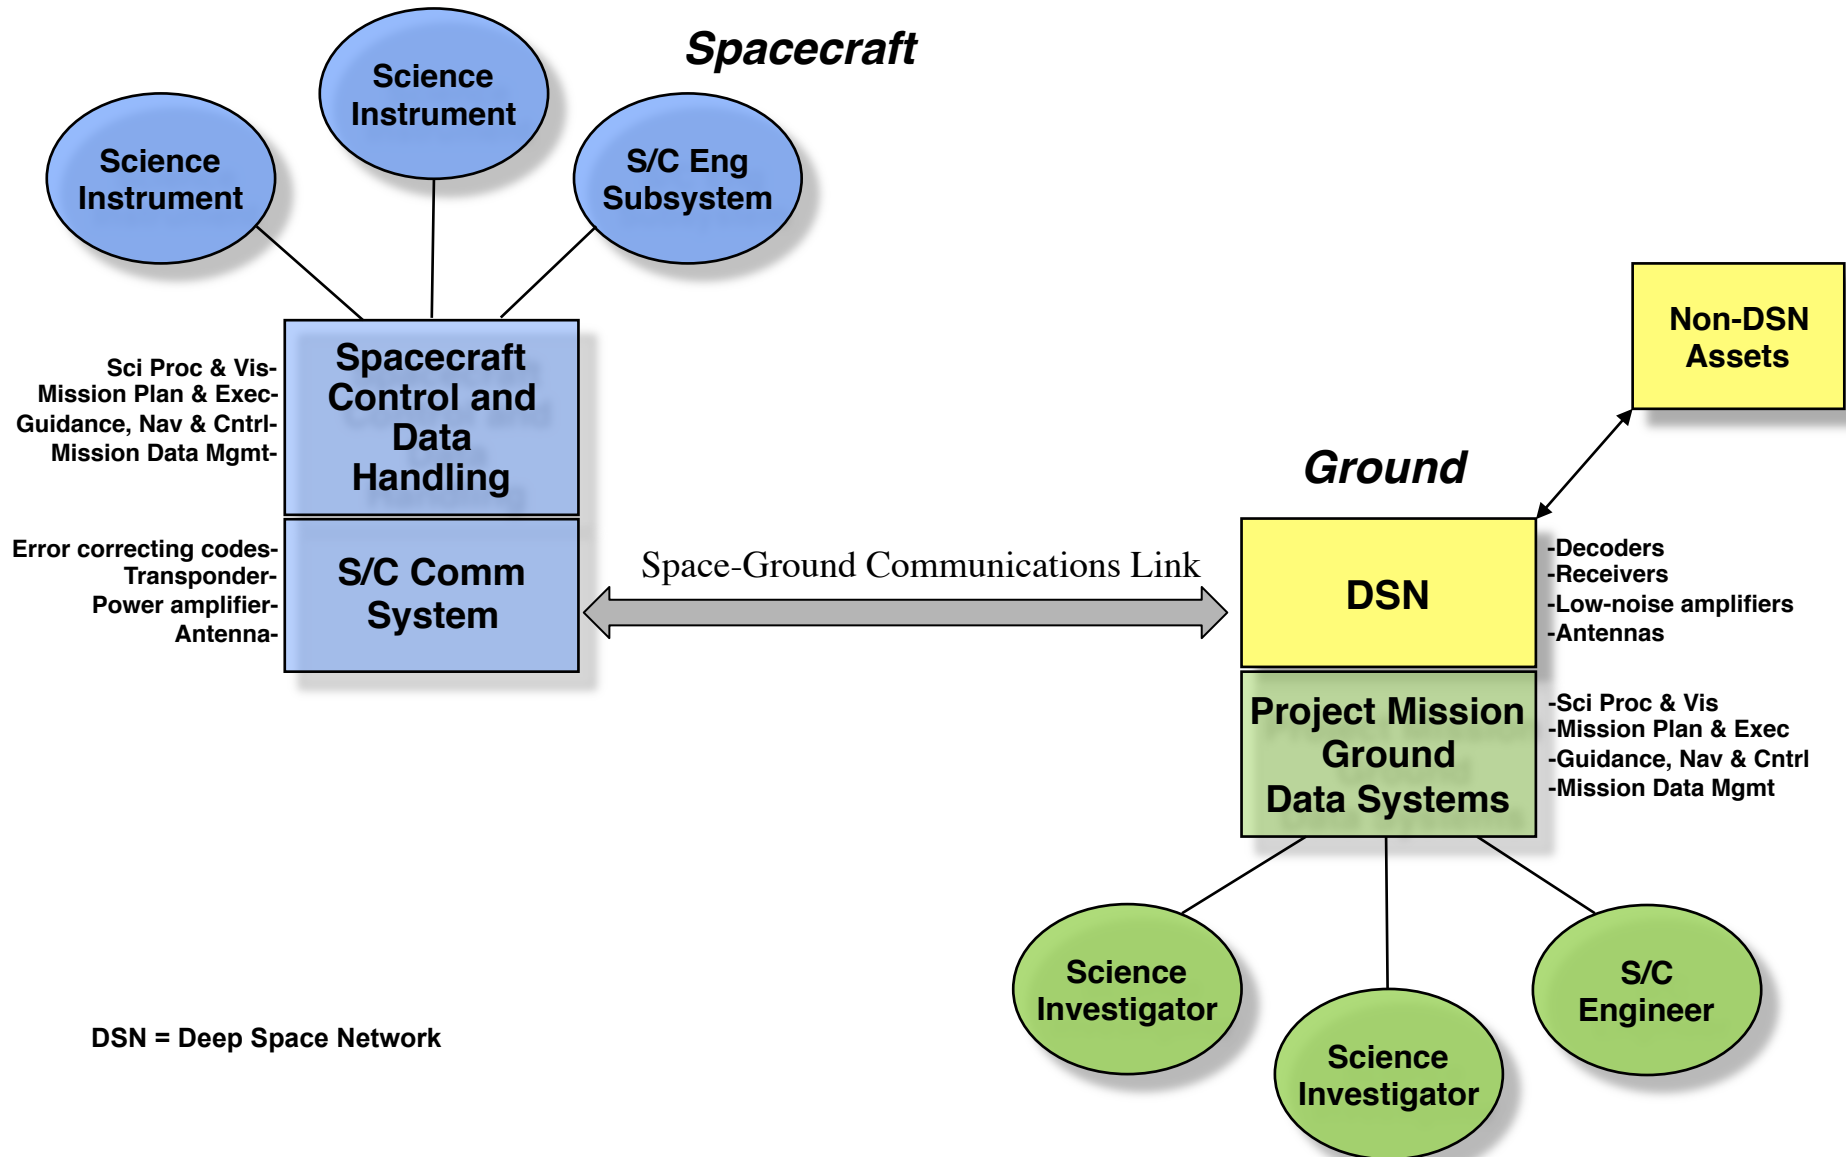 Spacecraft
Science
Instrument
Science
Instrument
S/C Eng
Subsystem
Sci Proc & Vis-
Mission Plan & Exec-
Guidance, Nav & Cntrl-
Mission Data Mgmt-
Spacecraft
Control and
Data
Handling
Error correcting codes-
Transponder-
Power amplifier-
Antenna-
S/C Comm
System
Space-Ground Communications Link
Non-DSN
Assets
Ground
DSN
-Decoders
-Receivers
-Low-noise amplifiers
-Antennas
Project Mission
Ground
Data Systems
-Sci Proc & Vis
-Mission Plan & Exec
-Guidance, Nav & Cntrl
-Mission Data Mgmt
Science
Investigator
Science
Investigator
S/C
Engineer
DSN = Deep Space Network